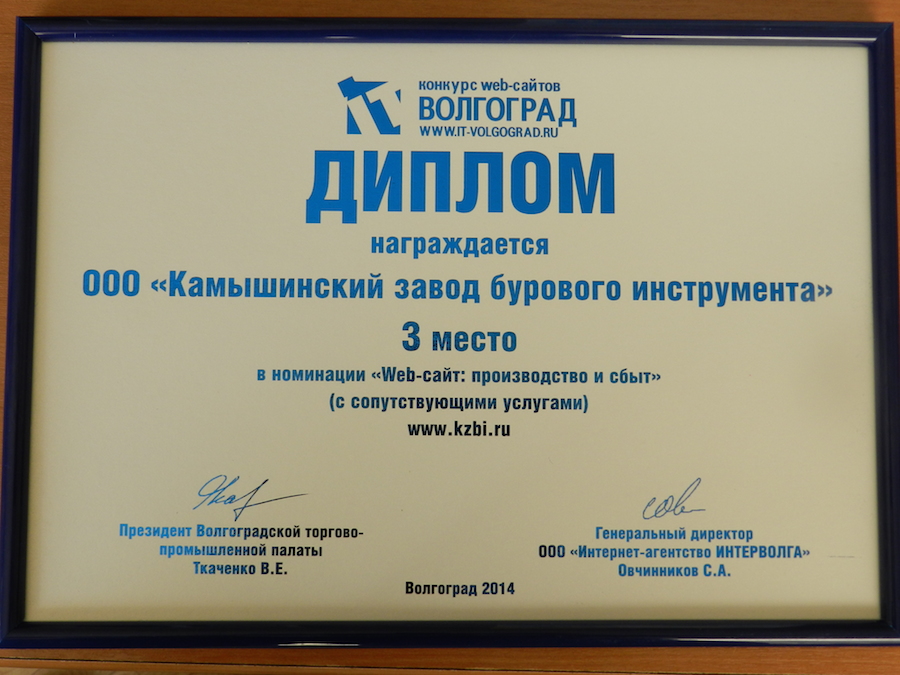 IT
конкурс web-сайтов
ВОЛГОГРАД
WWW.IT-VOLGOGRAD.RU
ДИПЛОМ
награждается
ООО «Камышинский завод бурового инструмента»
3 место
в номинации «Web-сайт: производство и сбыт»
(с сопутствующими услугами)
www.kzbi.ru
Президент Волгоградской торгово-
промышленной палаты
Ткаченко В.Е.
Генеральный директор
ООО «Интернет-агентство ИНТЕРВОЛГА»
Овчинников С.А.
Волгоград 2014